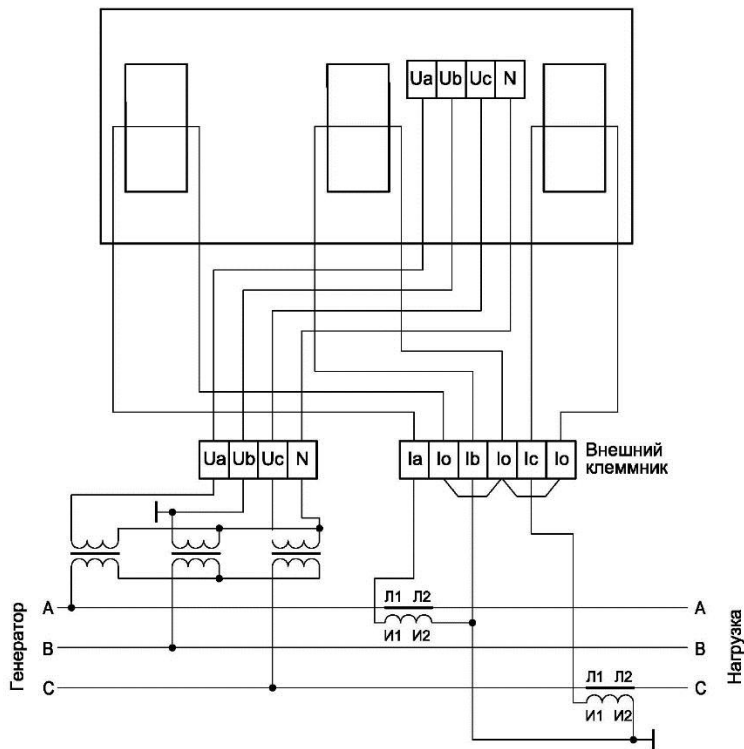 Ua Ub Uc N
Ua Ub Uc N
Ia Io Ib Io Ic Io
Внешний
клеммник
Генератор
Нагрузка
A Л1 Л2 A
И1 И2
B B
C Л1 Л2 C
И1 И2